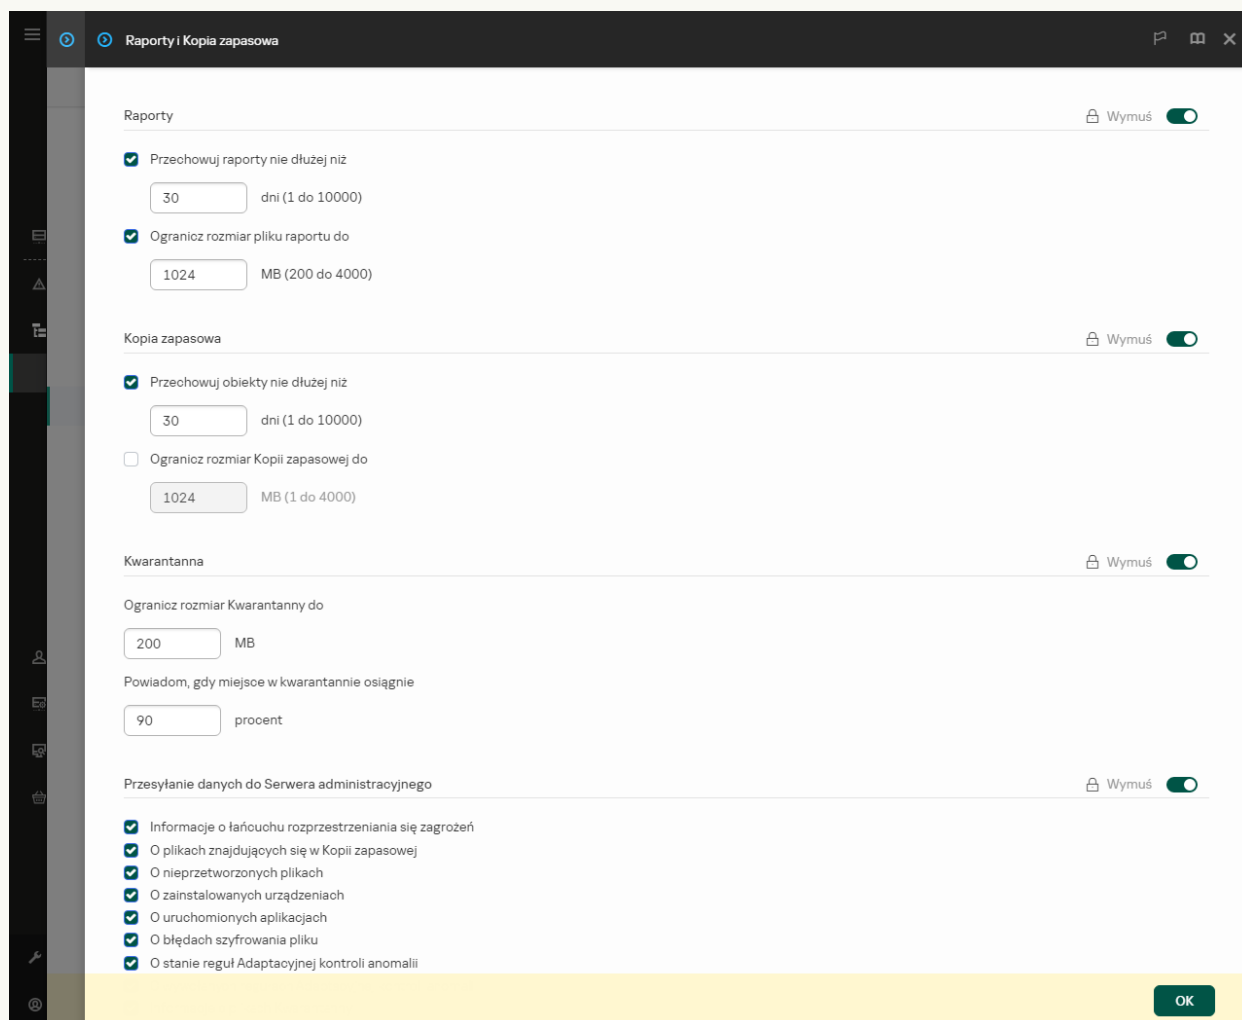 Raporty i Kopia zapasowa
Raporty
Wymuś
Przechowuj raporty nie dłużej niż
30 dni (1 do 10000)
Ogranicz rozmiar pliku raportu do
1024 MB (200 do 4000)
Kopia zapasowa
Wymuś
Przechowuj obiekty nie dłużej niż
30 dni (1 do 10000)
Ogranicz rozmiar Kopii zapasowej do
1024 MB (1 do 4000)
Kwarantanna
Wymuś
Ogranicz rozmiar Kwarantanny do
200 MB
Powiadom, gdy miejsce w kwarantannie osiągnie
90 procent
Przesyłanie danych do Serwera administracyjnego
Wymuś
Informacje o łańcuchu rozprzestrzeniania się zagrożeń
O plikach znajdujących się w Kopii zapasowej
O nieprzetworzonych plikach
O zainstalowanych urządzeniach
O uruchomionych aplikacjach
O błędach szyfrowania pliku
O stanie reguł Adaptacyjnej kontroli anomalii
OK